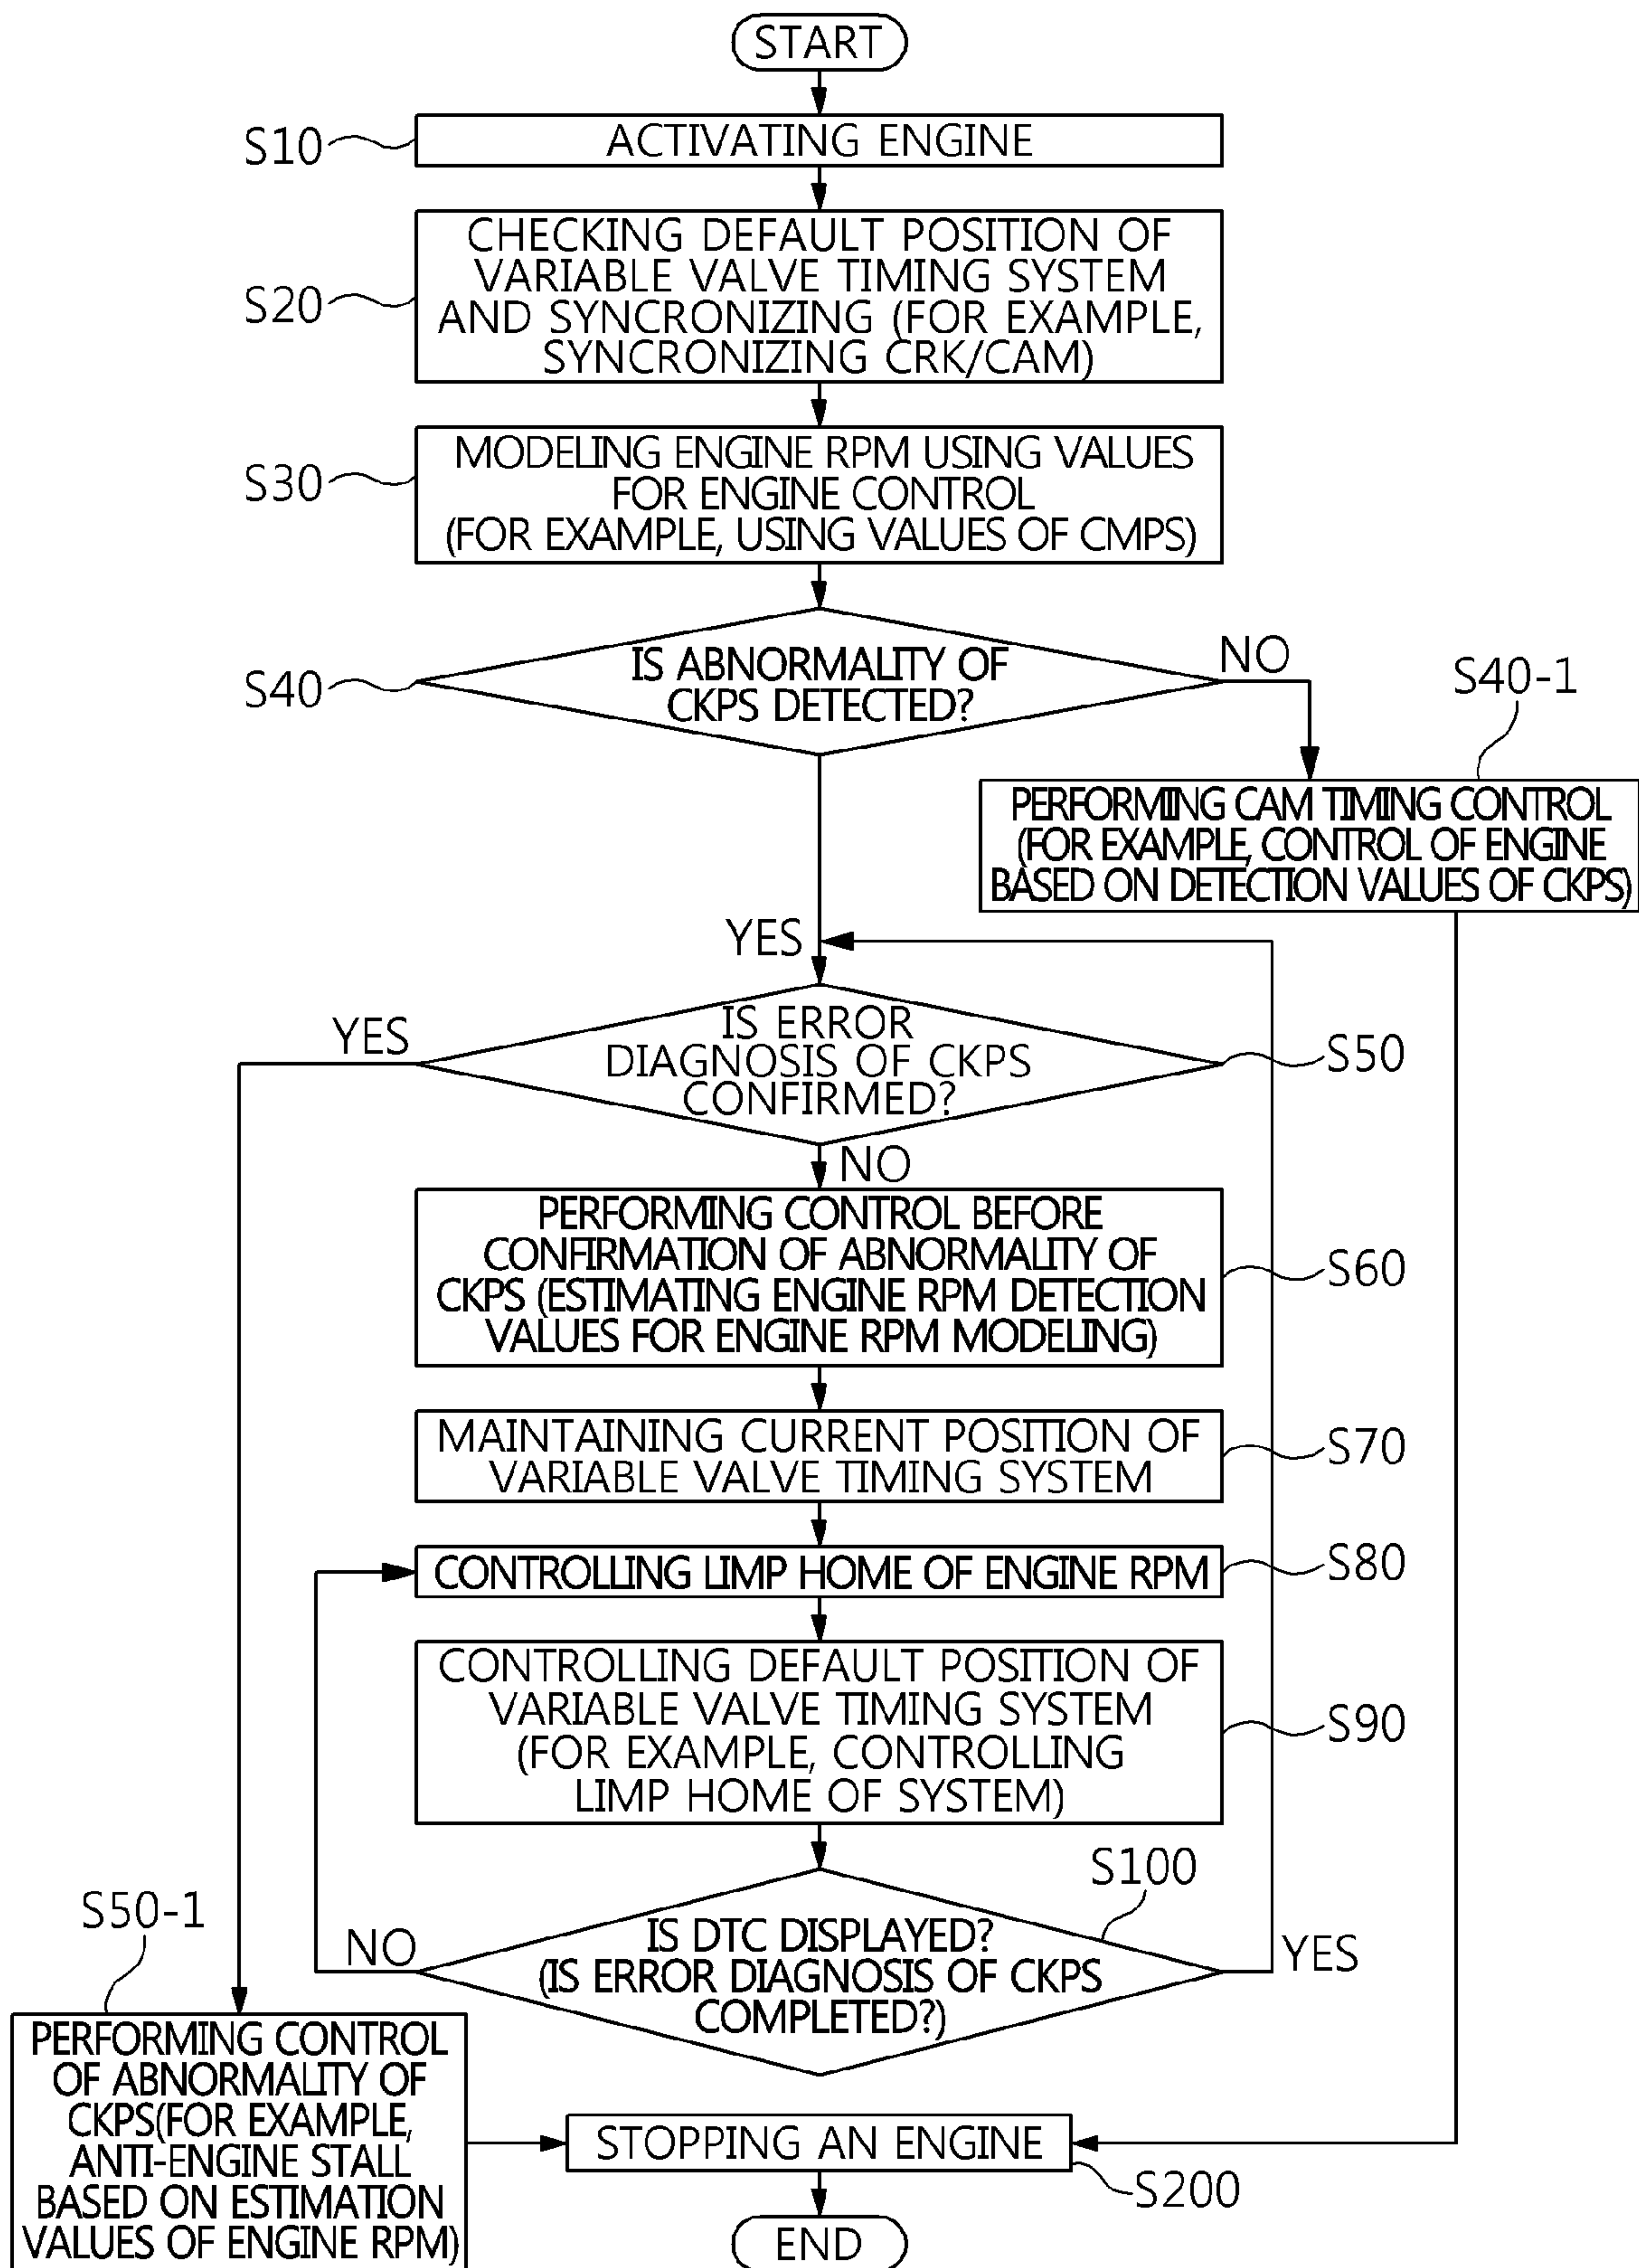 START
S10
ACTIVATING ENGINE
S20
CHECKING DEFAULT POSITION OF
VARIABLE VALVE TIMING SYSTEM
AND SYNCRONIZING (FOR EXAMPLE,
SYNCRONIZING CRK/CAM)
S30
MODELING ENGINE RPM USING VALUES
FOR ENGINE CONTROL
(FOR EXAMPLE, USING VALUES OF CMPS)
S40
IS ABNORMALITY OF
CKPS DETECTED?
NO
S40-1
PERFORMING CAM TIMING CONTROL
(FOR EXAMPLE, CONTROL OF ENGINE
BASED ON DETECTION VALUES OF CKPS)
YES
YES
IS ERROR
DIAGNOSIS OF CKPS
CONFIRMED?
S50
NO
PERFORMING CONTROL BEFORE
CONFIRMATION OF ABNORMALITY OF
CKPS (ESTIMATING ENGINE RPM DETECTION
VALUES FOR ENGINE RPM MODELING)
S60
MAINTAINING CURRENT POSITION OF
VARIABLE VALVE TIMING SYSTEM
S70
CONTROLLING LIMP HOME OF ENGINE RPM
S80
CONTROLLING DEFAULT POSITION OF
VARIABLE VALVE TIMING SYSTEM
(FOR EXAMPLE, CONTROLLING
LIMP HOME OF SYSTEM)
S90
S100
NO
IS DTC DISPLAYED?
(IS ERROR DIAGNOSIS OF CKPS
COMPLETED?)
YES
S50-1
PERFORMING CONTROL
OF ABNORMALITY OF
CKPS(FOR EXAMPLE,
ANTI-ENGINE STALL
BASED ON ESTIMATION
VALUES OF ENGINE RPM)
STOPPING AN ENGINE
S200
END